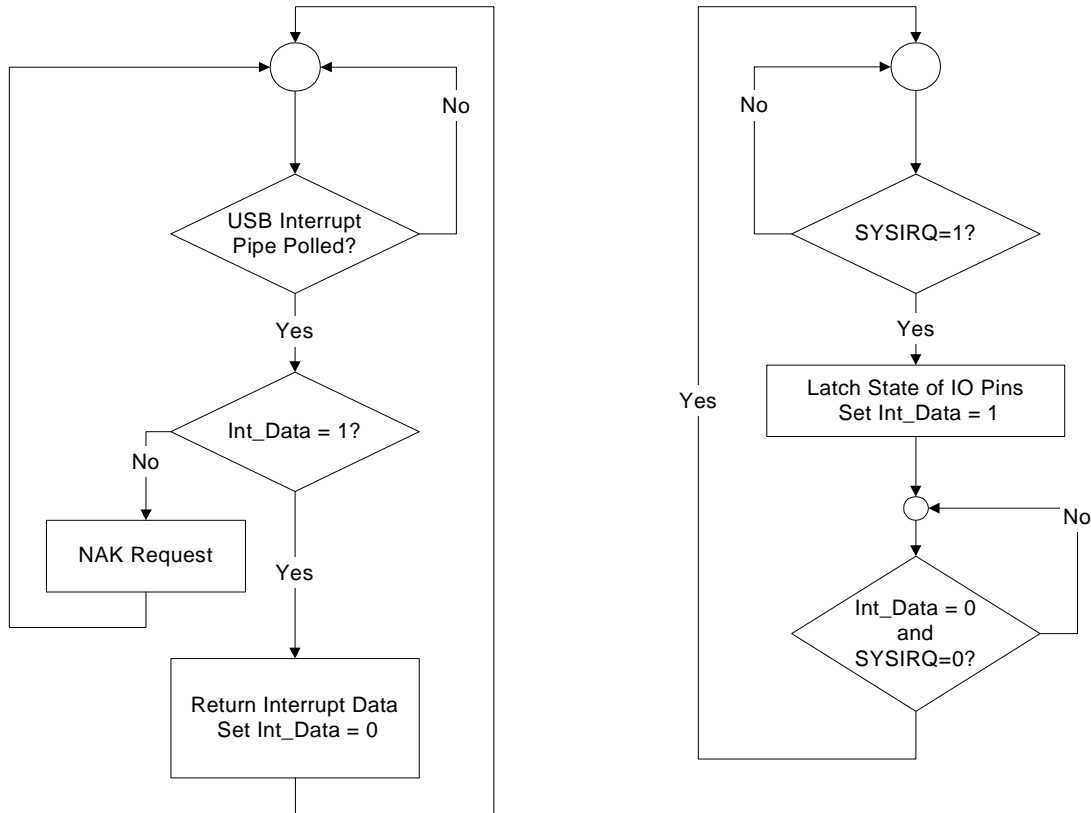 No
USB Interrupt
Pipe Polled?
Yes
Int_Data = 1?
No
NAK Request
Yes
Return Interrupt Data
Set Int_Data = 0
No
SYSIRQ=1?
Yes
Latch State of IO Pins
Set Int_Data = 1
Yes
No
Int_Data = 0
and
SYSIRQ=0?